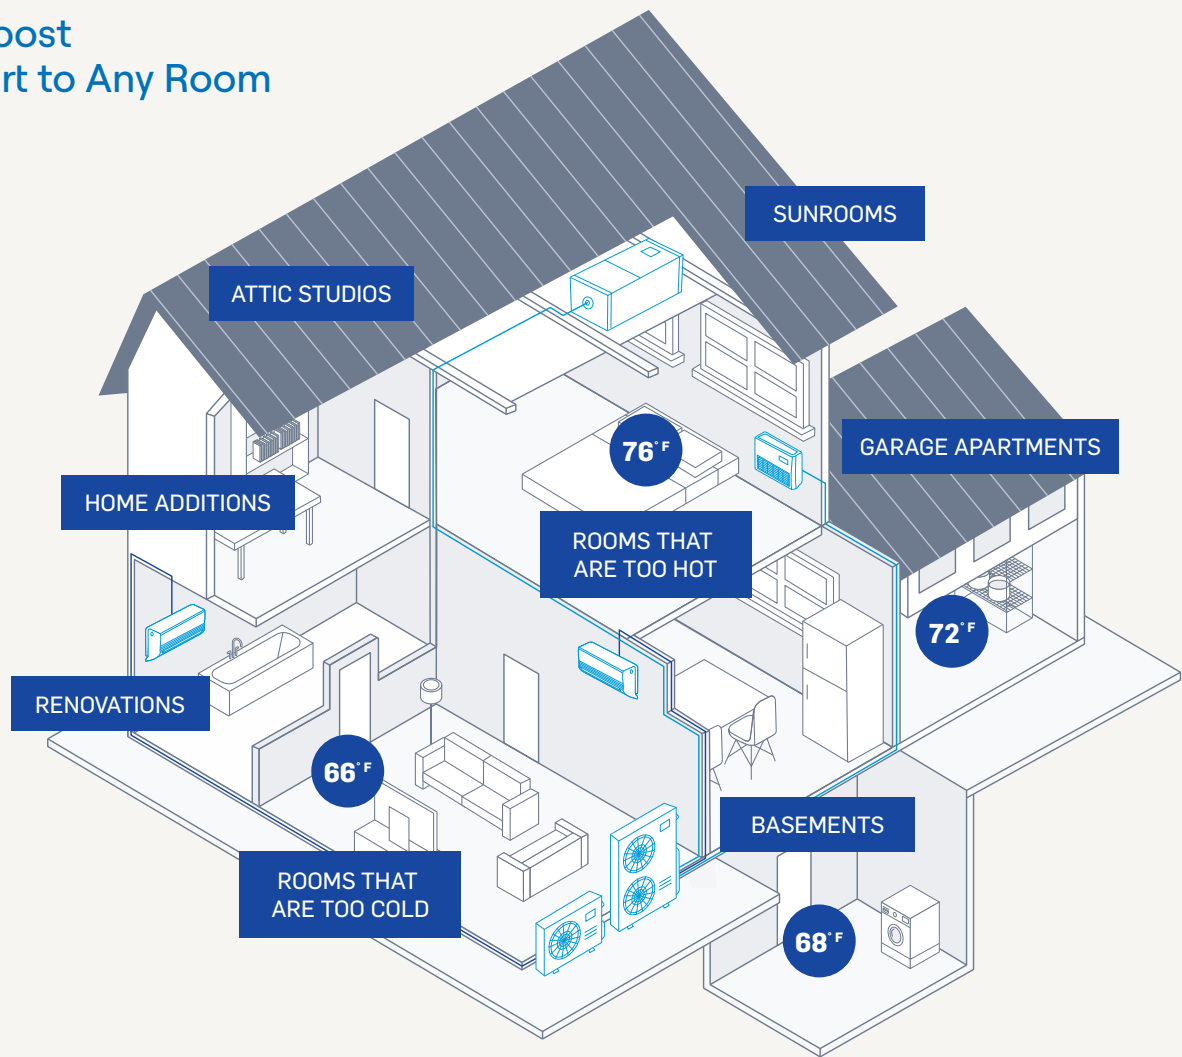 oost
rt to Any Room
SUNROOMS
ATTIC STUDIOS
GARAGE APARTMENTS
76°F
HOME ADDITIONS
ROOMS THAT
ARE TOO HOT
72°F
RENOVATIONS
66°F
BASEMENTS
ROOMS THAT
ARE TOO COLD
68°F